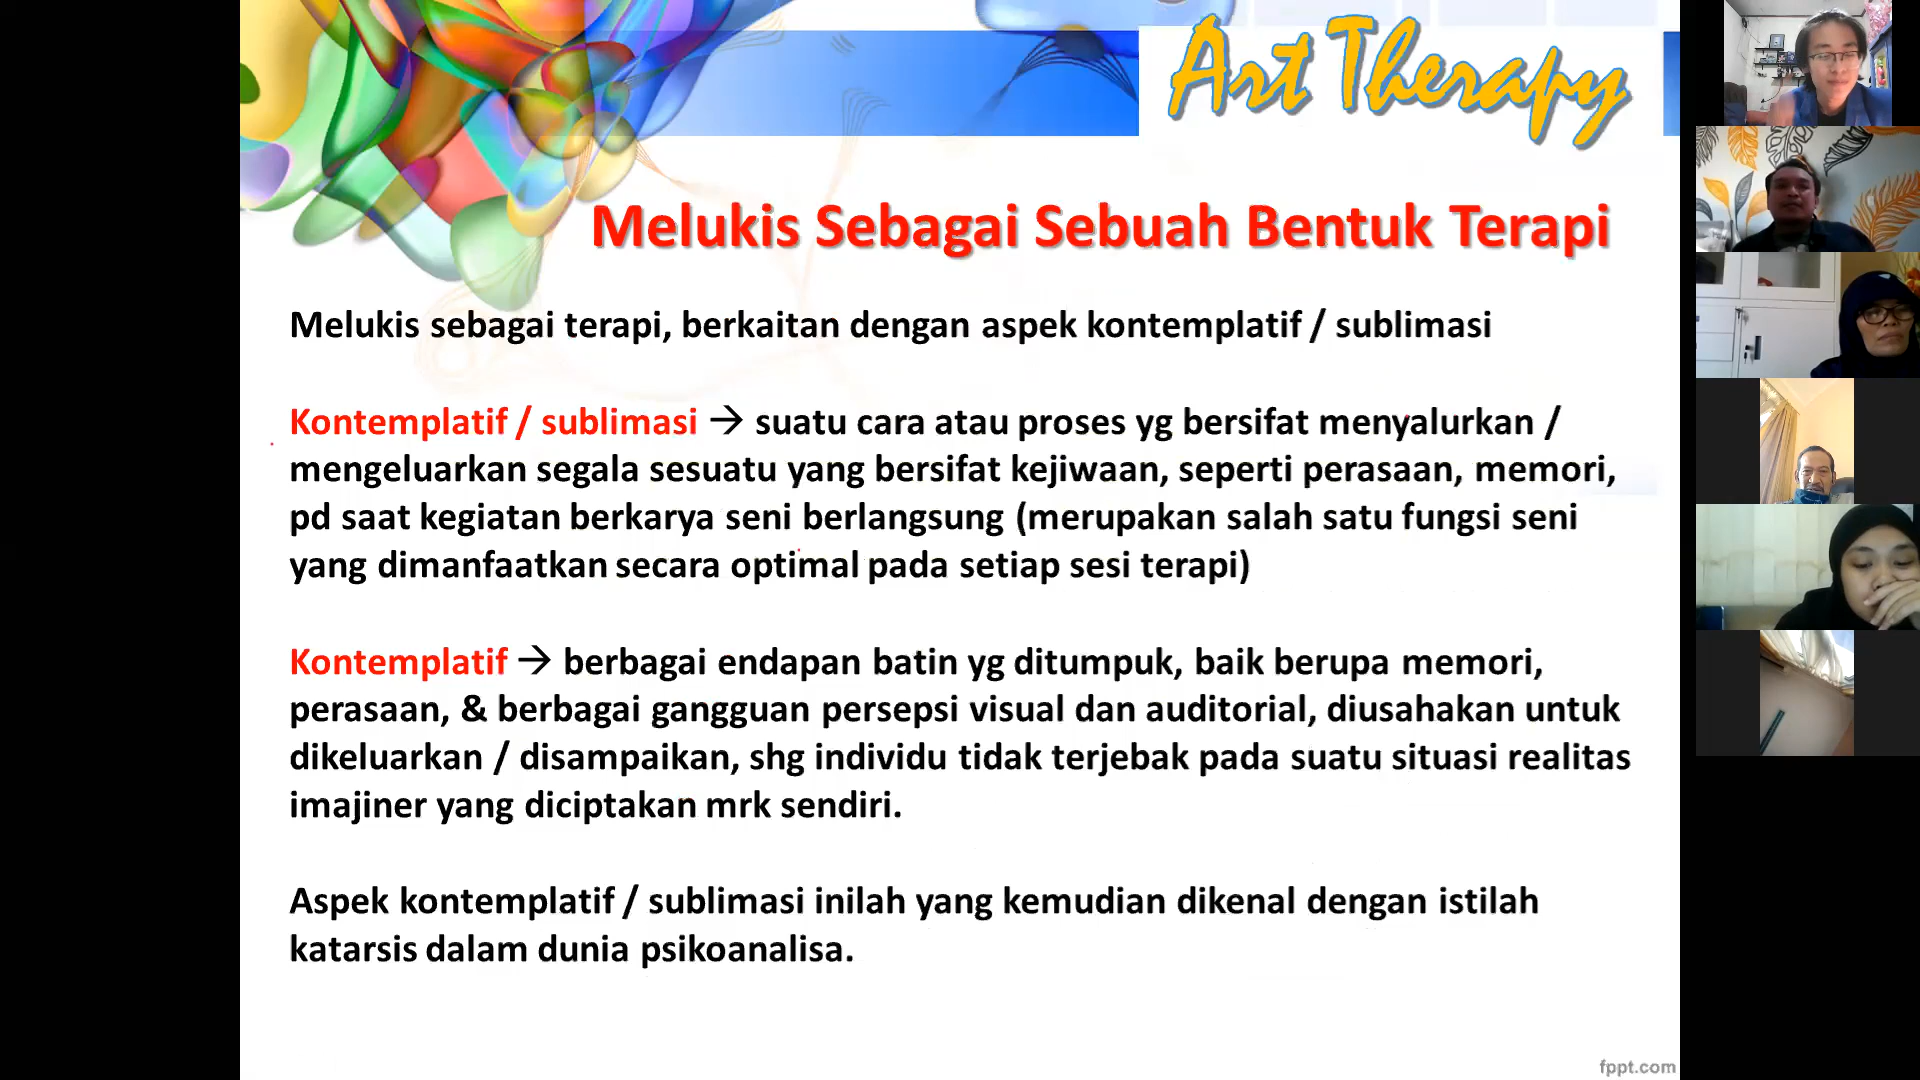 Art Therapy
Melukis Sebagai Sebuah Bentuk Terapi
Melukis sebagai terapi, berkaitan dengan aspek kontemplatif / sublimasi
Kontemplatif / sublimasi → suatu cara atau proses yg bersifat menyalurkan /
mengeluarkan segala sesuatu yang bersifat kejiwaan, seperti perasaan, memori,
pd saat kegiatan berkarya seni berlangsung (merupakan salah satu fungsi seni
yang dimanfaatkan secara optimal pada setiap sesi terapi)
Kontemplatif → berbagai endapan batin yg ditumpuk, baik berupa memori,
perasaan, & berbagai gangguan persepsi visual dan auditorial, diusahakan untuk
dikeluarkan / disampaikan, shg individu tidak terjebak pada suatu situasi realitas
imajiner yang diciptakan mrk sendiri.
Aspek kontemplatif / sublimasi inilah yang kemudian dikenal dengan istilah
katarsis dalam dunia psikoanalisa.
fppt.com